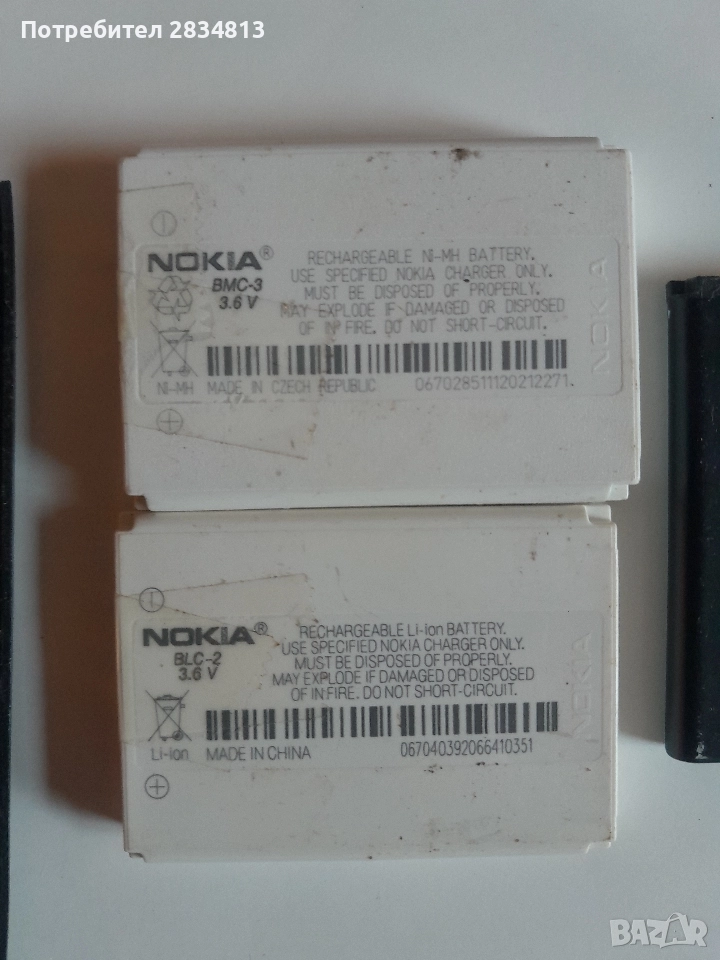 Потребител 2834813
NOKIA®
BMC-3
3.6 V
RECHARGEABLE NI-MH BATTERY.
USE SPECIFIED NOKIA CHARGER ONLY.
MUST BE DISPOSED OF PROPERLY.
MAY EXPLODE IF DAMAGED OR DISPOSED
OF IN FIRE. DO NOT SHORT-CIRCUIT.
NOKIA
NI-MH MADE IN CZECH REPUBLIC 0670285111120212271.
NOKIA®
BLC-2
3.6 V
RECHARGEABLE Li-ion BATTERY.
USE SPECIFIED NOKIA CHARGER ONLY.
MUST BE DISPOSED OF PROPERLY.
MAY EXPLODE IF DAMAGED OR DISPOSED
OF IN FIRE. DO NOT SHORT-CIRCUIT.
NOKIA
Li-ion MADE IN CHINA 067040392066410351
BAZAR